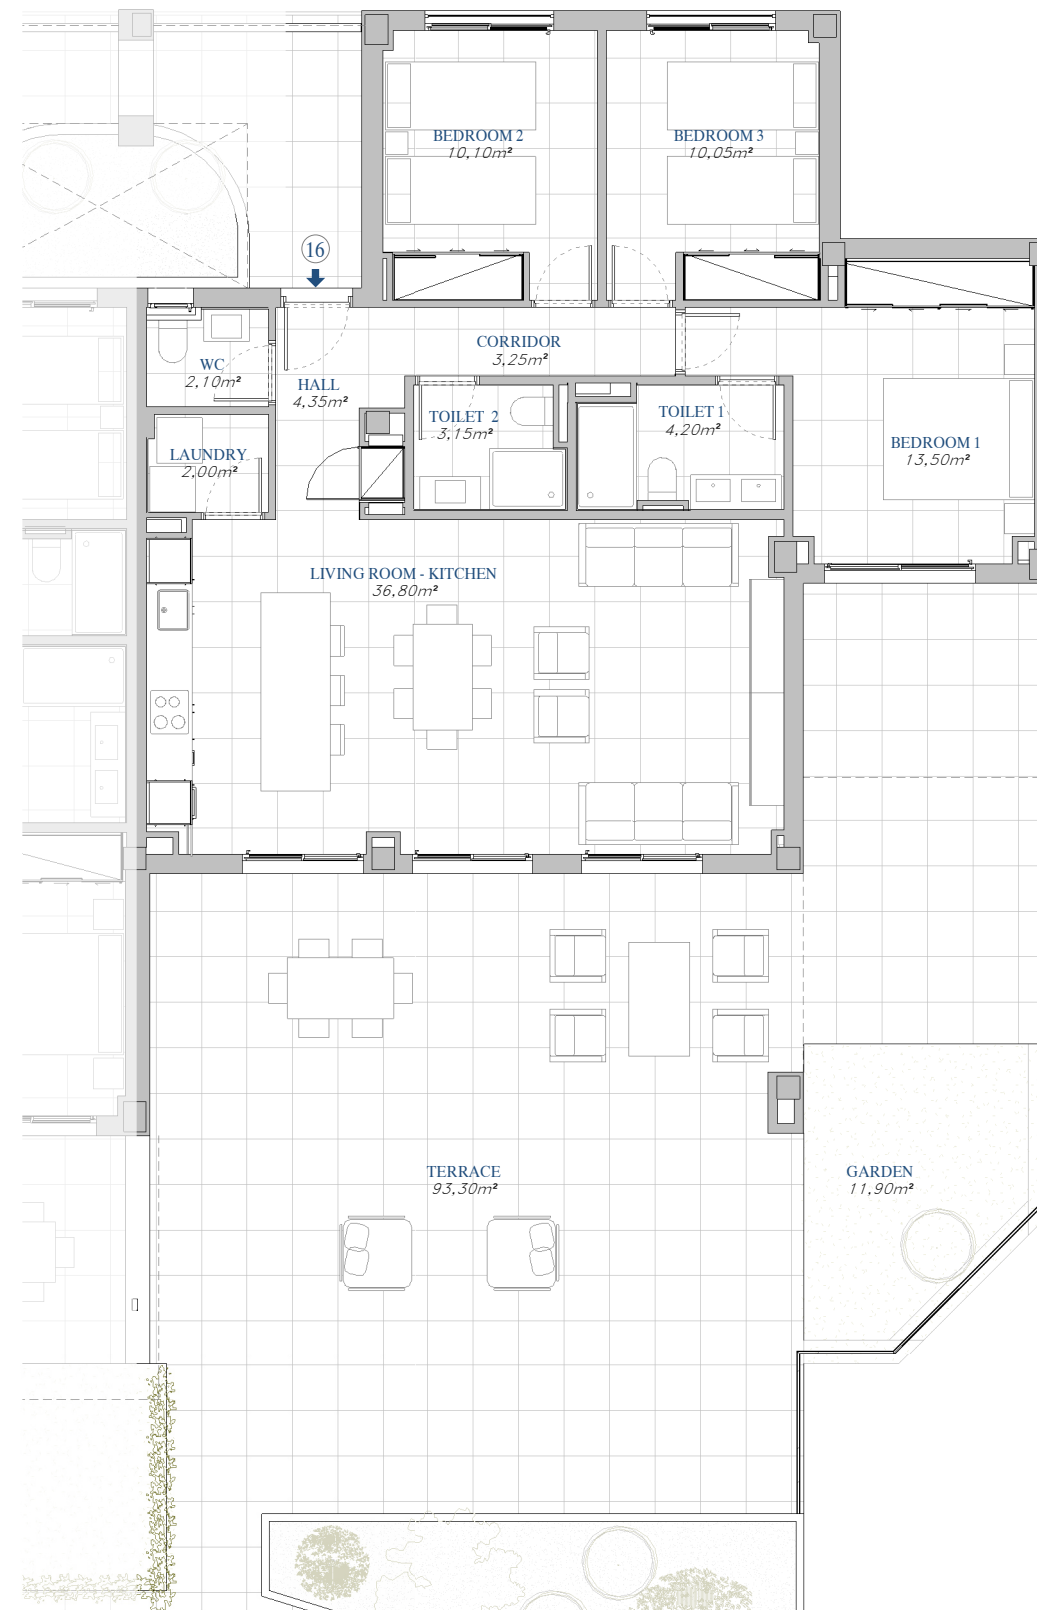 BEDROOM 2
10,10m²
BEDROOM 3
10,05m²
16
CORRIDOR
3,25m²
WC
2,10m²
HALL
4,35m²
TOILET 2
3,15m²
TOILET 1
4,20m²
BEDROOM 1
13,50m²
LAUNDRY
2,00m²
LIVING ROOM - KITCHEN
36,80m²
TERRACE
93,30m²
GARDEN
11,90m²